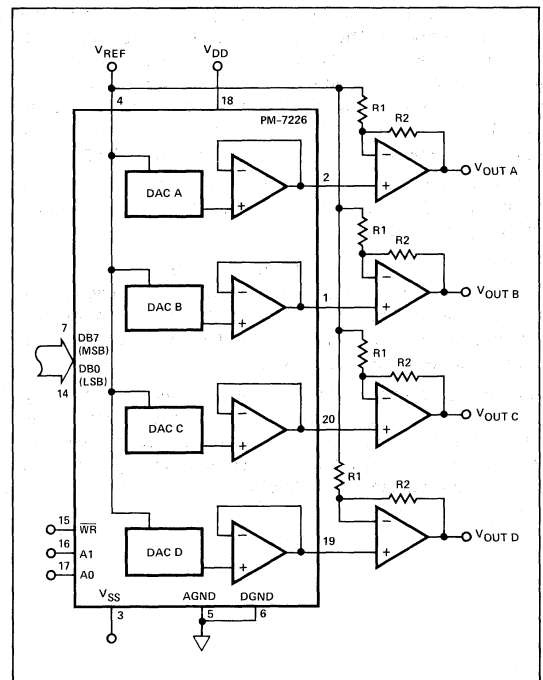 VREF
VDD
4
18
PM-7226
R1
R2
DAC A
2
VOUT A
R1
R2
DAC B
1
VOUT B
7
DB7
(MSB)
DB0
(LSB)
14
R1
R2
DAC C
20
VOUT C
R1
R2
15
WR
16
A1
17
A0
DAC D
19
VOUT D
VSS
AGND
DGND
3
5
6